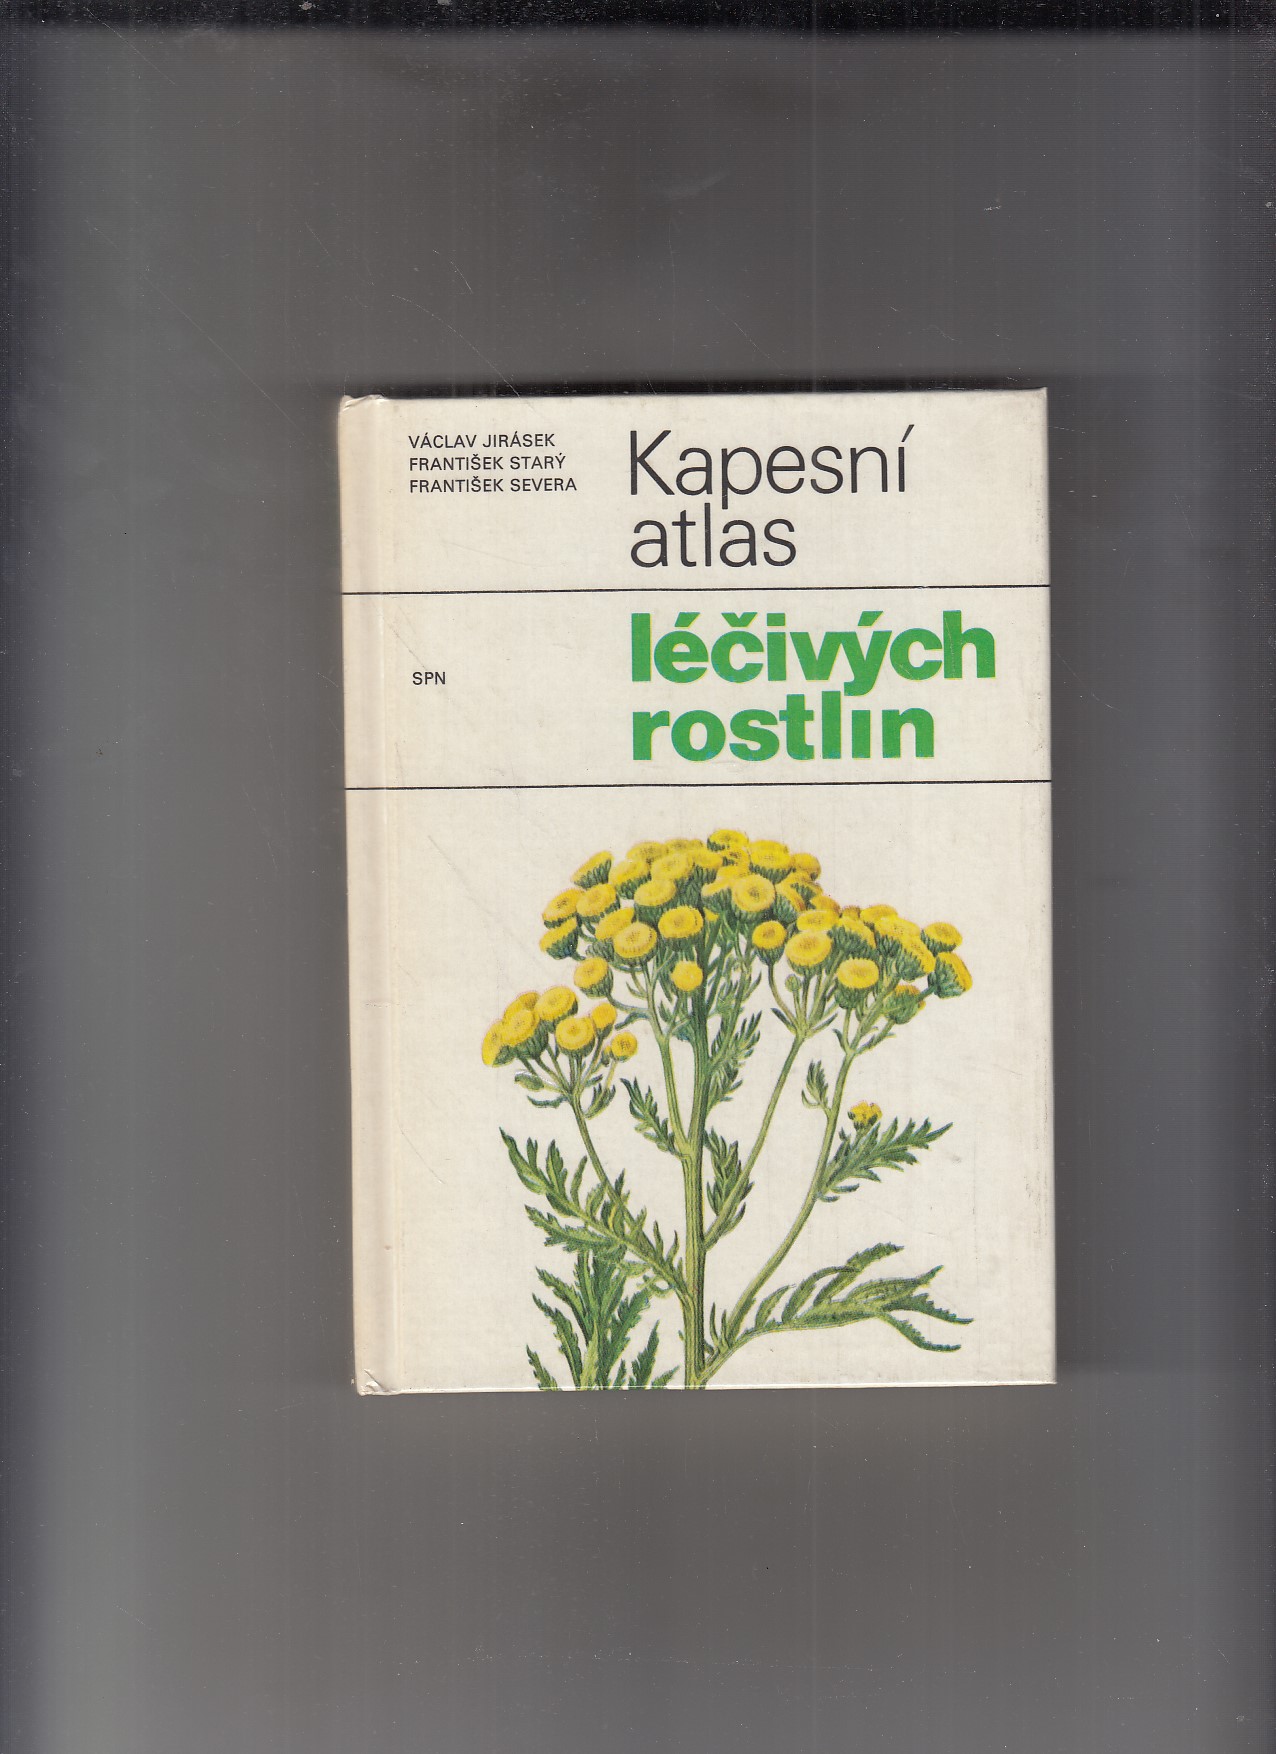 VÁCLAV JIRÁSEK
FRANTIŠEK STARÝ
FRANTIŠEK SEVERA
Kapesní
atlas
SPN
léčivých
rostlin